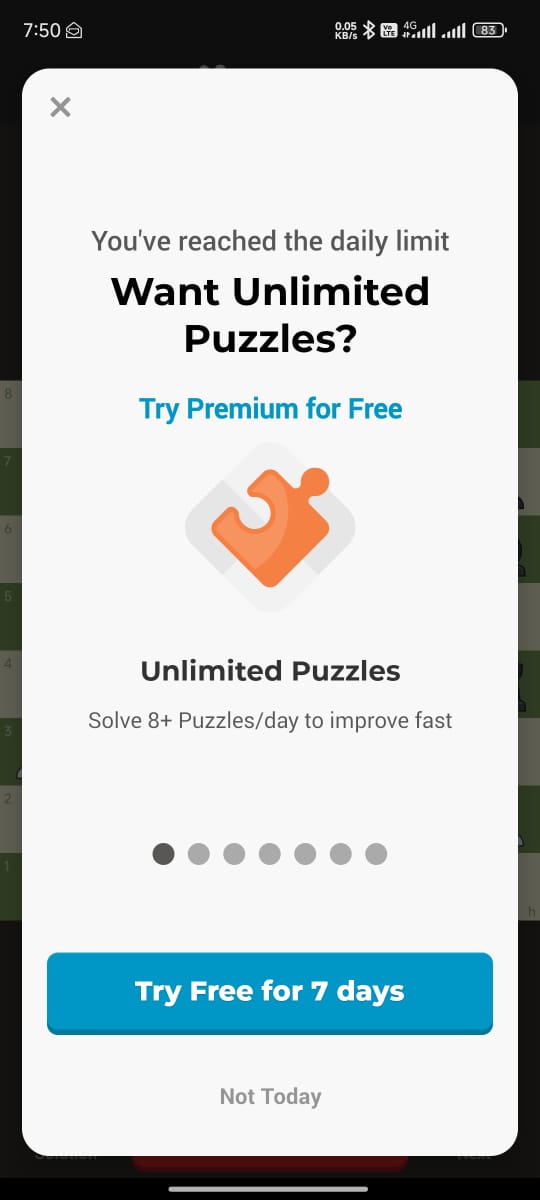 7:50
0.05 KB/s Vo LTE 4G 83
You've reached the daily limit
Want Unlimited
Puzzles?
Try Premium for Free
8
7
6
5
4
3
2
1
h
Unlimited Puzzles
Solve 8+ Puzzles/day to improve fast
Try Free for 7 days
Not Today